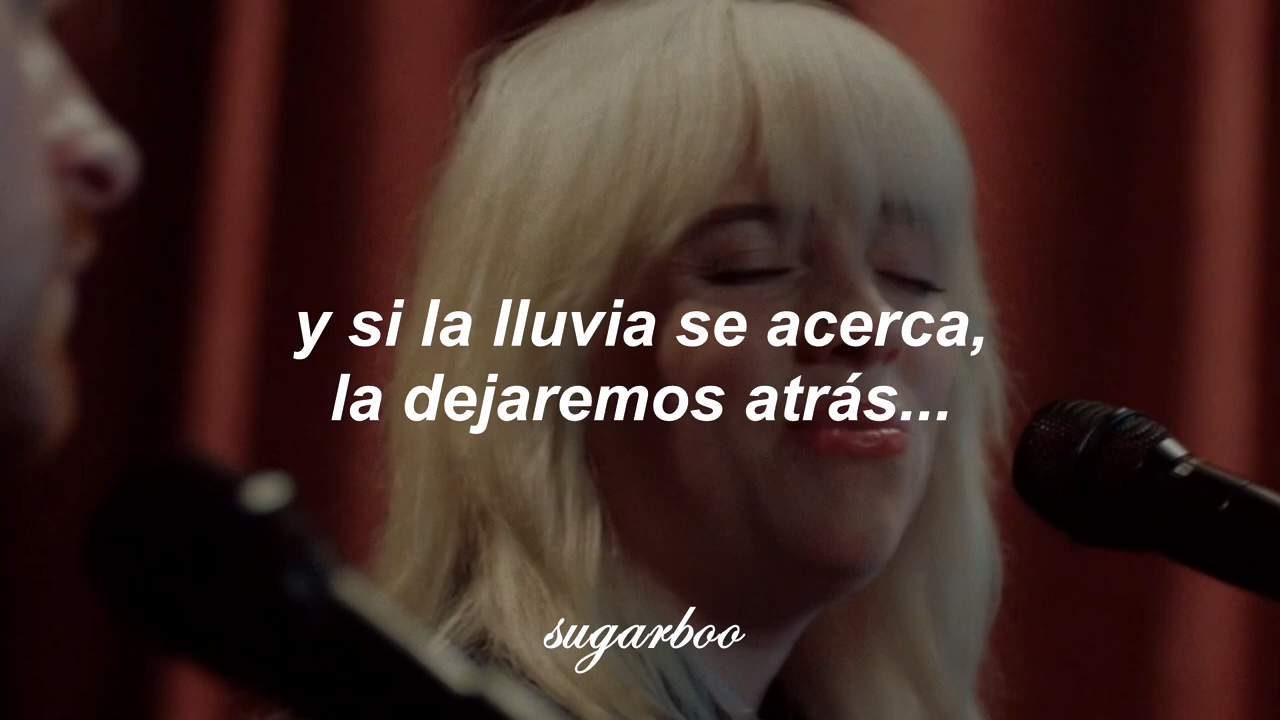 y si la lluvia se acerca,
la dejaremos atrás...
sugarboo